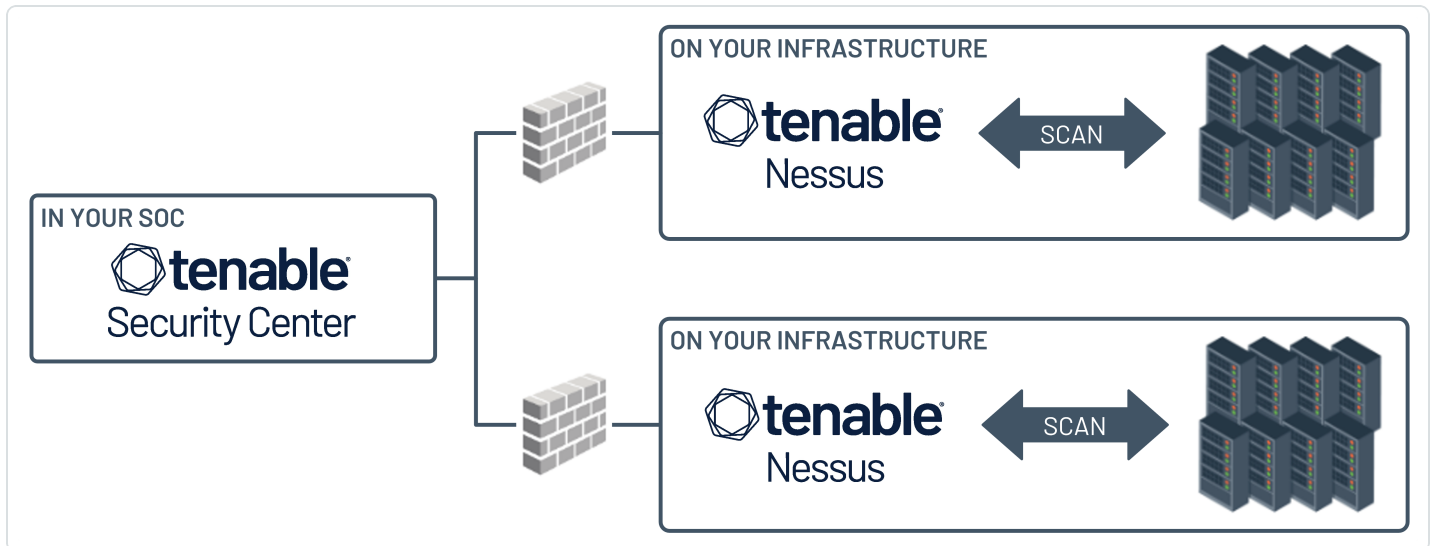 ON YOUR INFRASTRUCTURE
tenable®
Nessus
SCAN
IN YOUR SOC
tenable®
Security Center
ON YOUR INFRASTRUCTURE
tenable®
Nessus
SCAN